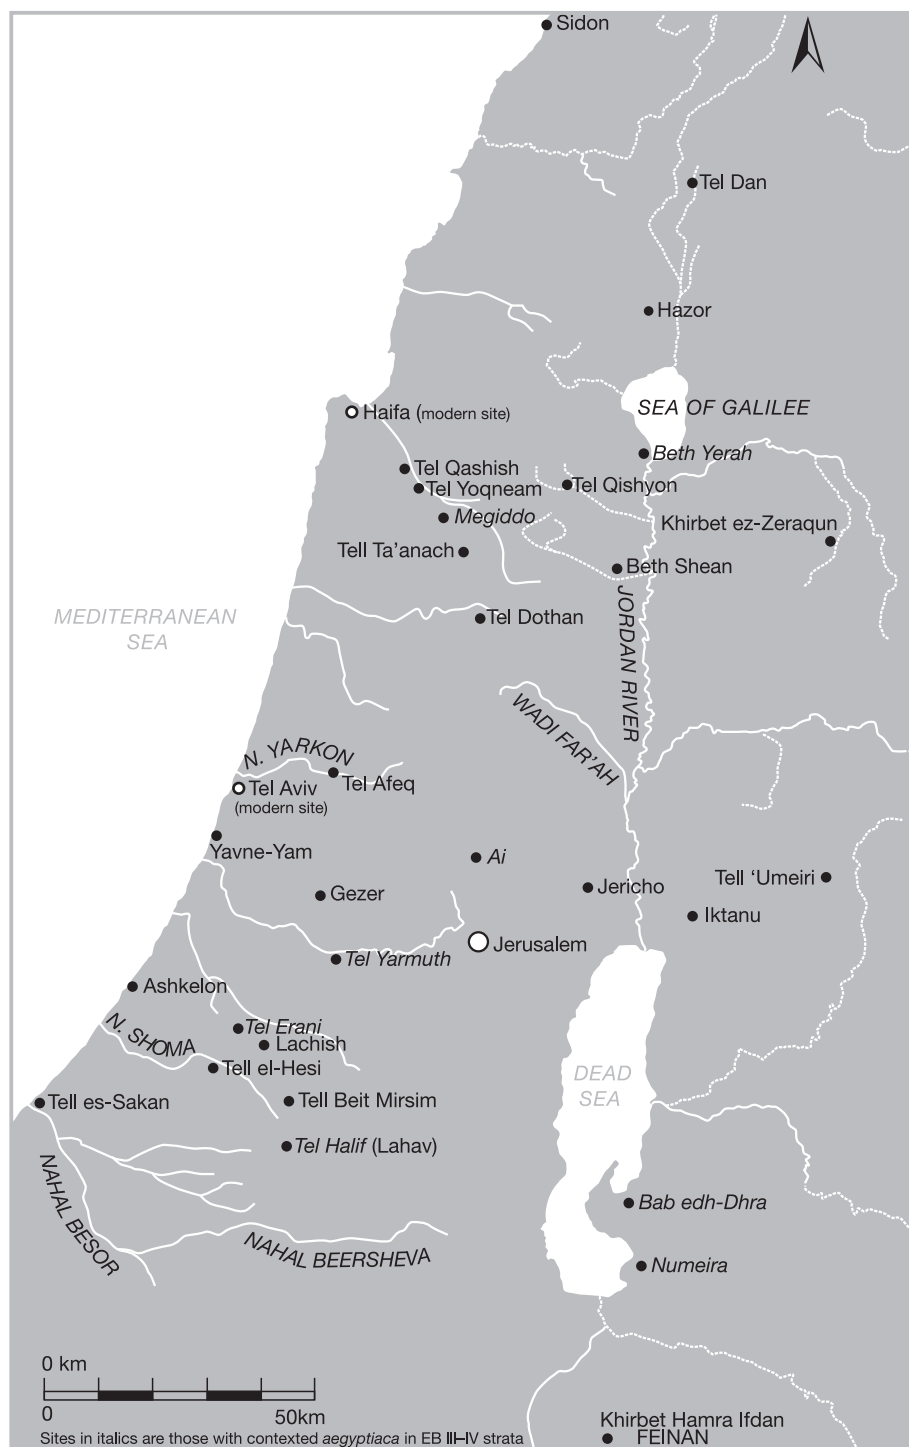 Sidon
Tel Dan
Hazor
Haifa (modern site)
SEA OF GALILEE
Beth Yerah
Tel Qashish
Tel Yoqneam
Tel Qishyon
Megiddo
Khirbet ez-Zeraqun
Tell Ta'anach
Beth Shean
MEDITERRANEAN
SEA
Tel Dothan
JORDAN RIVER
WADI FAR'AH
N. YARKON
Tel Afeq
Tel Aviv
(modern site)
Yavne-Yam
Ai
Gezer
Jericho
Tell ‘Umeiri
Iktanu
Jerusalem
Tel Yarmuth
Ashkelon
N. SHOMA
Tel Erani
Lachish
Tell el-Hesi
DEAD
SEA
Tell es-Sakan
Tell Beit Mirsim
Tel Halif (Lahav)
NAHAL BESOR
NAHAL BEERSHEVA
Bab edh-Dhra
Numeira
0 km
0
50km
Khirbet Hamra Ifdan
FEINAN
Sites in italics are those with contexted aegyptiaca in EB III–IV strata